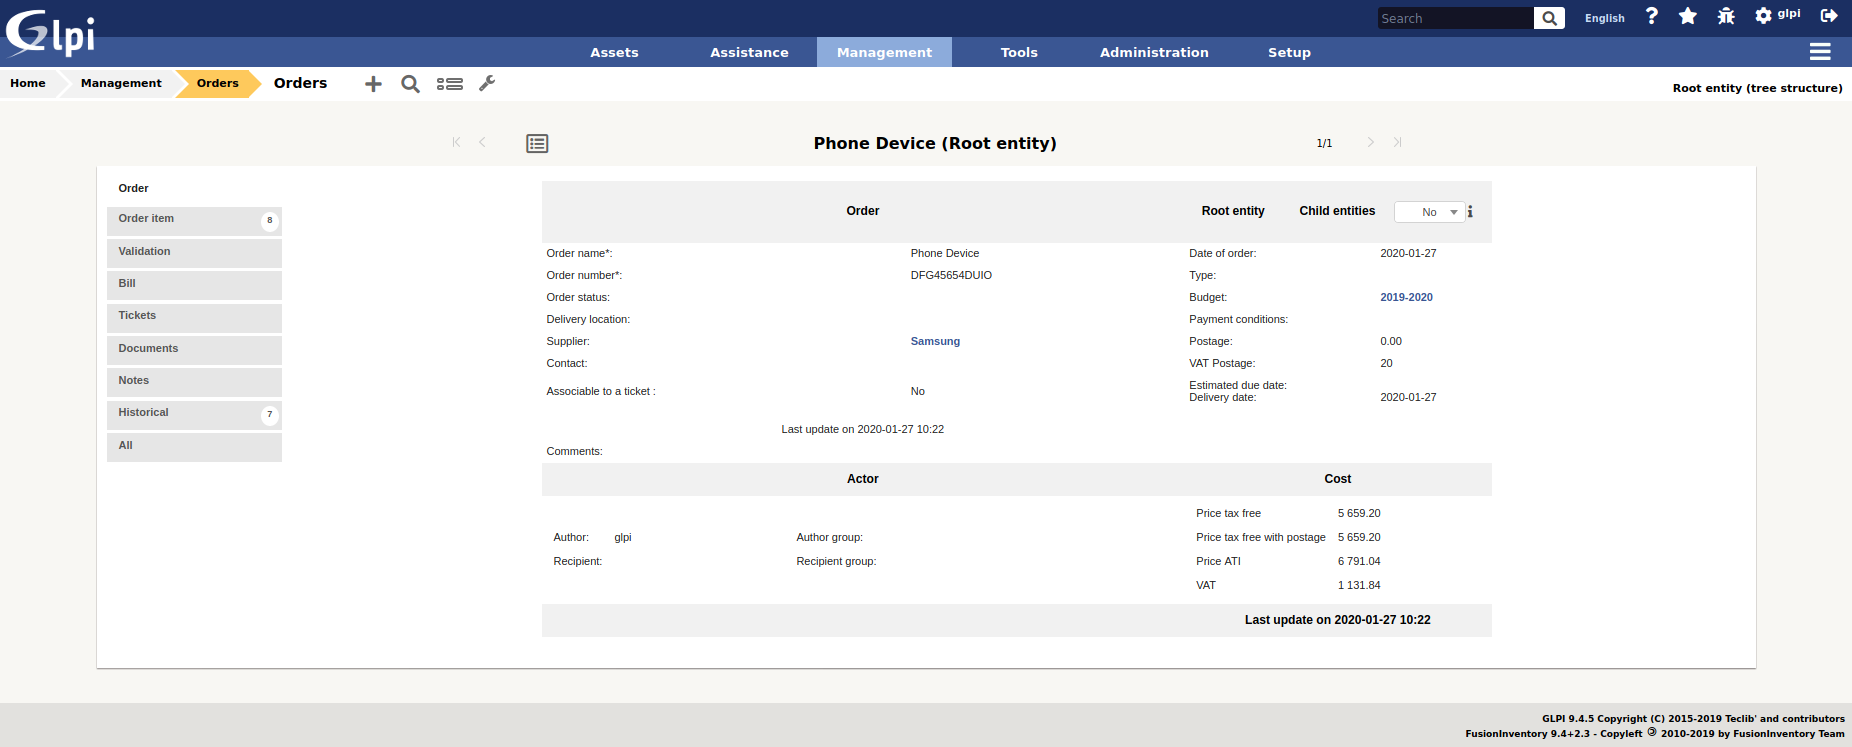 Glpi
Search
English
glpi
Assets
Assistance
Management
Tools
Administration
Setup
Home
Management
Orders
Orders
Root entity (tree structure)
Phone Device (Root entity)
1/1
Order
Order item 8
Validation
Bill
Tickets
Documents
Notes
Historical 7
All
Order Root entity Child entities No
Order name*: Phone Device Date of order: 2020-01-27
Order number*: DFG45654DUIO Type:
Order status: Budget: 2019-2020
Delivery location: Payment conditions:
Supplier: Samsung Postage: 0.00
Contact: VAT Postage: 20
Estimated due date:
Associable to a ticket : No
Delivery date: 2020-01-27
Last update on 2020-01-27 10:22
Comments:
Actor Cost
Price tax free 5 659.20
Author: glpi Author group: Price tax free with postage 5 659.20
Recipient: Recipient group: Price ATI 6 791.04
VAT 1 131.84
Last update on 2020-01-27 10:22
GLPI 9.4.5 Copyright (C) 2015-2019 Teclib' and contributors
FusionInventory 9.4+2.3 - Copyleft 🄯 2010-2019 by FusionInventory Team